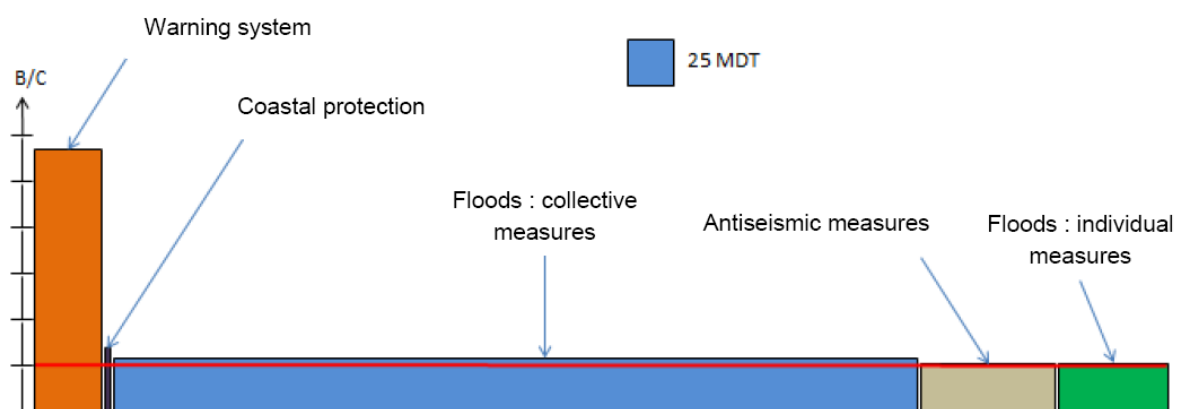 Warning system
25 MDT
B/C
Coastal protection
Floods : collective
measures
Antiseismic measures
Floods : individual
measures